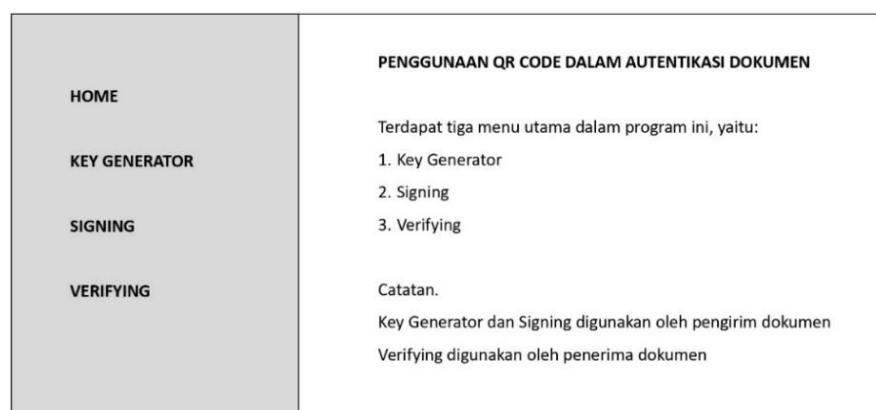 HOME
KEY GENERATOR
SIGNING
VERIFYING
PENGGUNAAN QR CODE DALAM AUTENTIKASI DOKUMEN
Terdapat tiga menu utama dalam program ini, yaitu:
1. Key Generator
2. Signing
3. Verifying
Catatan.
Key Generator dan Signing digunakan oleh pengirim dokumen
Verifying digunakan oleh penerima dokumen